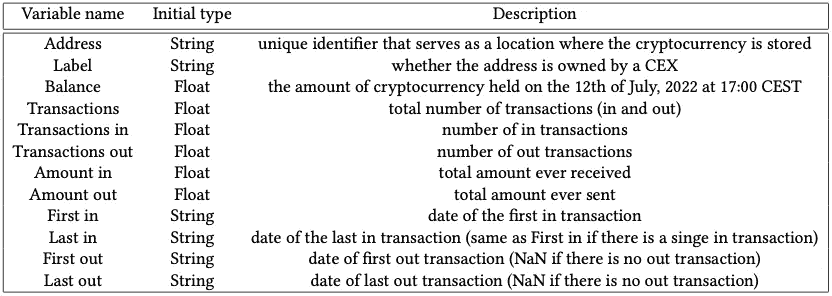 Variable name Initial type Description
Address String unique identifier that serves as a location where the cryptocurrency is stored
Label String whether the address is owned by a CEX
Balance Float the amount of cryptocurrency held on the 12th of July, 2022 at 17:00 CEST
Transactions Float total number of transactions (in and out)
Transactions in Float number of in transactions
Transactions out Float number of out transactions
Amount in Float total amount ever received
Amount out Float total amount ever sent
First in String date of the first in transaction
Last in String date of the last in transaction (same as First in if there is a singe in transaction)
First out String date of first out transaction (NaN if there is no out transaction)
Last out String date of last out transaction (NaN if there is no out transaction)